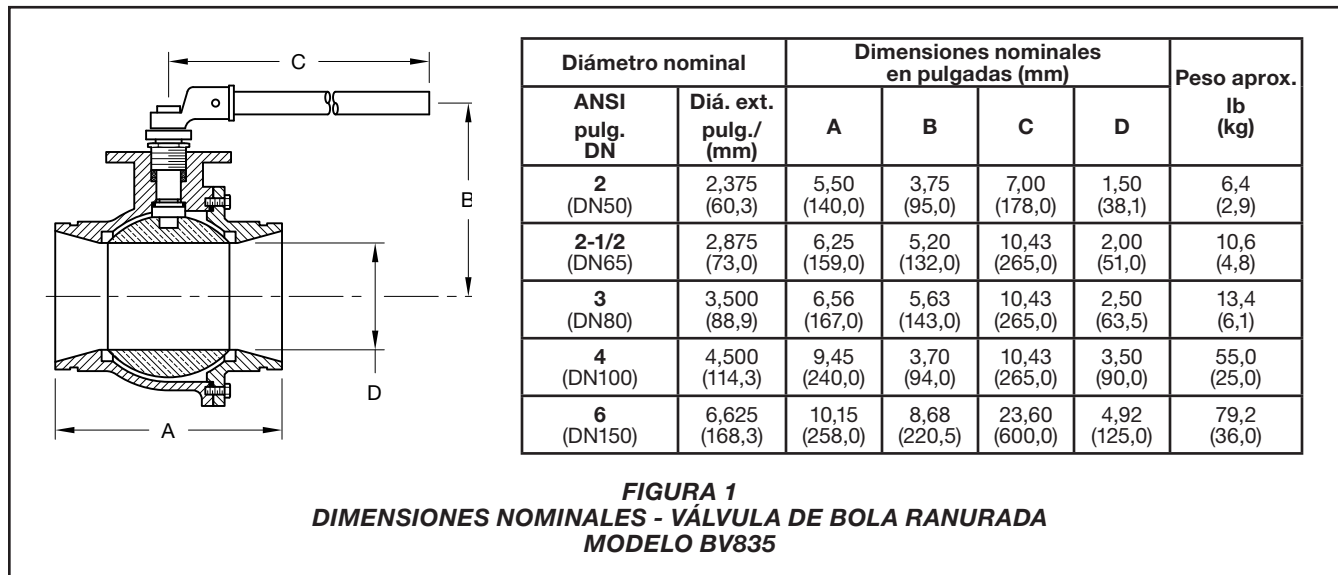 C
B
D
A
Diámetro nominal
Dimensiones nominales
en pulgadas (mm)
Peso aprox.
lb
(kg)
ANSI
pulg.
DN
Diá. ext.
pulg./
(mm)
A
B
C
D
2
(DN50)
2,375
(60,3)
5,50
(140,0)
3,75
(95,0)
7,00
(178,0)
1,50
(38,1)
6,4
(2,9)
2-1/2
(DN65)
2,875
(73,0)
6,25
(159,0)
5,20
(132,0)
10,43
(265,0)
2,00
(51,0)
10,6
(4,8)
3
(DN80)
3,500
(88,9)
6,56
(167,0)
5,63
(143,0)
10,43
(265,0)
2,50
(63,5)
13,4
(6,1)
4
(DN100)
4,500
(114,3)
9,45
(240,0)
3,70
(94,0)
10,43
(265,0)
3,50
(90,0)
55,0
(25,0)
6
(DN150)
6,625
(168,3)
10,15
(258,0)
8,68
(220,5)
23,60
(600,0)
4,92
(125,0)
79,2
(36,0)
FIGURA 1
DIMENSIONES NOMINALES - VÁLVULA DE BOLA RANURADA
MODELO BV835